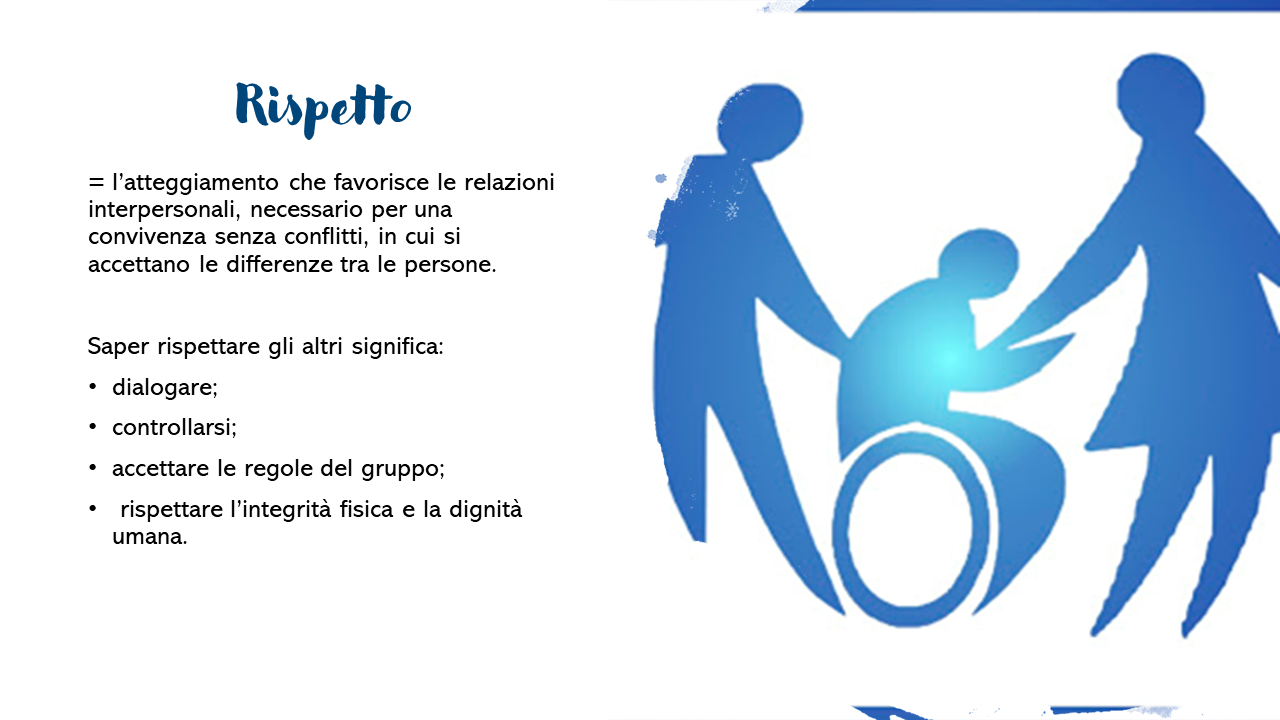 Rispetto
= l’atteggiamento che favorisce le relazioni
interpersonali, necessario per una
convivenza senza conflitti, in cui si
accettano le differenze tra le persone.
Saper rispettare gli altri significa:
• dialogare;
• controllarsi;
• accettare le regole del gruppo;
• rispettare l’integrità fisica e la dignità
umana.